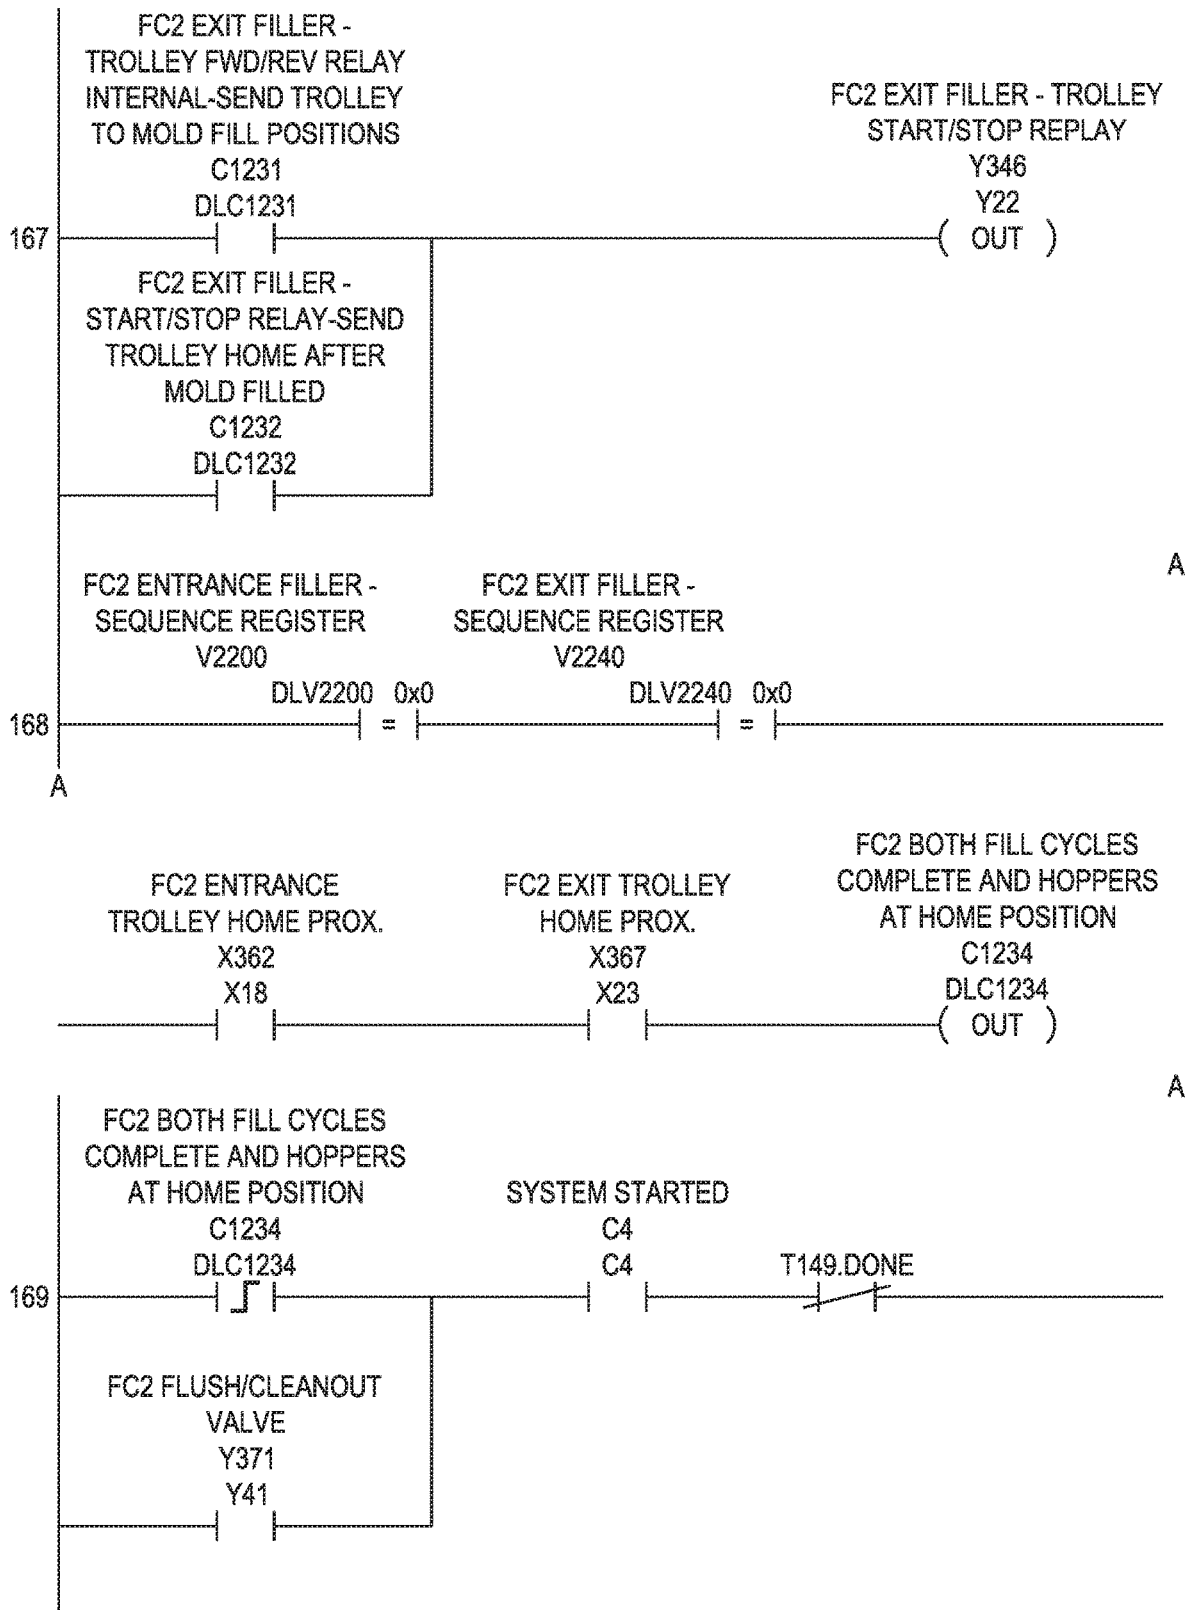 FC2 EXIT FILLER -
TROLLEY FWD/REV RELAY
INTERNAL-SEND TROLLEY
TO MOLD FILL POSITIONS
C1231
DLC1231
FC2 EXIT FILLER - TROLLEY
START/STOP REPLAY
Y346
Y22
167
( OUT )
FC2 EXIT FILLER -
START/STOP RELAY-SEND
TROLLEY HOME AFTER
MOLD FILLED
C1232
DLC1232
A
FC2 ENTRANCE FILLER -
SEQUENCE REGISTER
V2200
DLV2200 0x0
FC2 EXIT FILLER -
SEQUENCE REGISTER
V2240
DLV2240 0x0
168
=
=
A
FC2 ENTRANCE
TROLLEY HOME PROX.
X362
X18
FC2 EXIT TROLLEY
HOME PROX.
X367
X23
FC2 BOTH FILL CYCLES
COMPLETE AND HOPPERS
AT HOME POSITION
C1234
DLC1234
( OUT )
A
FC2 BOTH FILL CYCLES
COMPLETE AND HOPPERS
AT HOME POSITION
C1234
DLC1234
SYSTEM STARTED
C4
C4
T149.DONE
169
FC2 FLUSH/CLEANOUT
VALVE
Y371
Y41